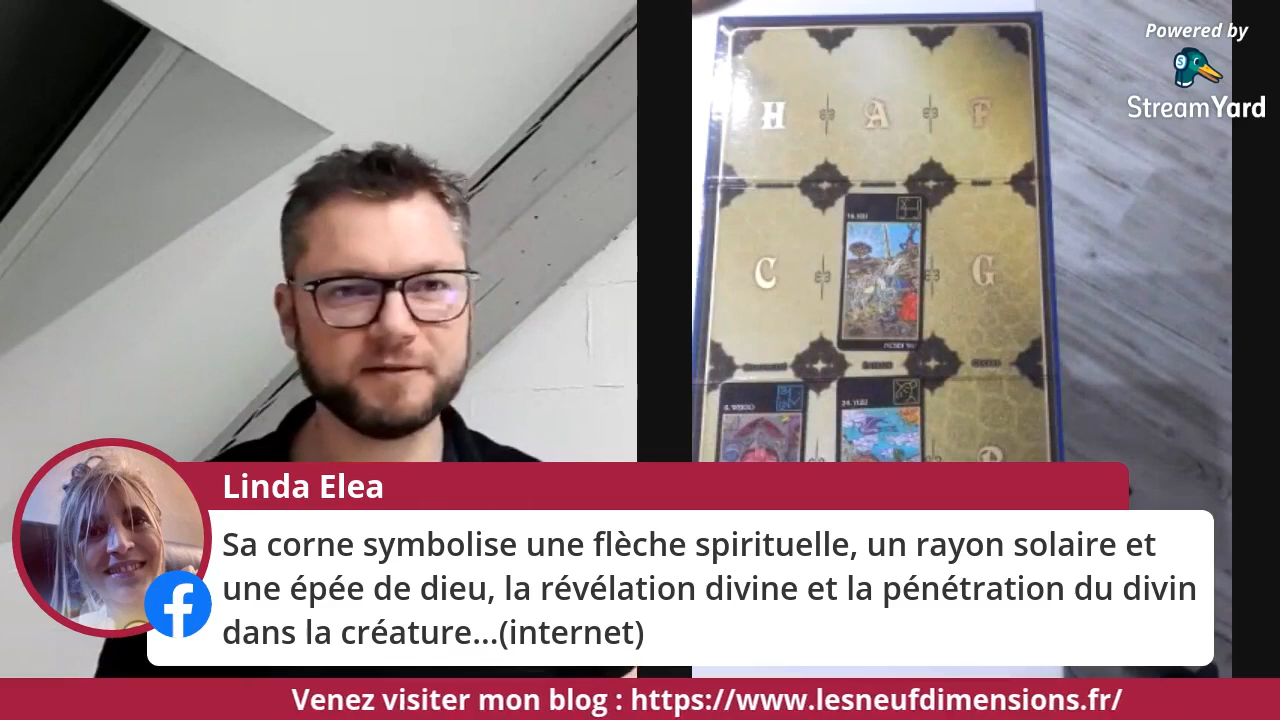 Powered by
StreamYard
H A F
C G
Linda Elea
Sa corne symbolise une flèche spirituelle, un rayon solaire et
une épée de dieu, la révélation divine et la pénétration du divin
dans la créature...(internet)
Venez visiter mon blog : https://www.lesneufdimensions.fr/